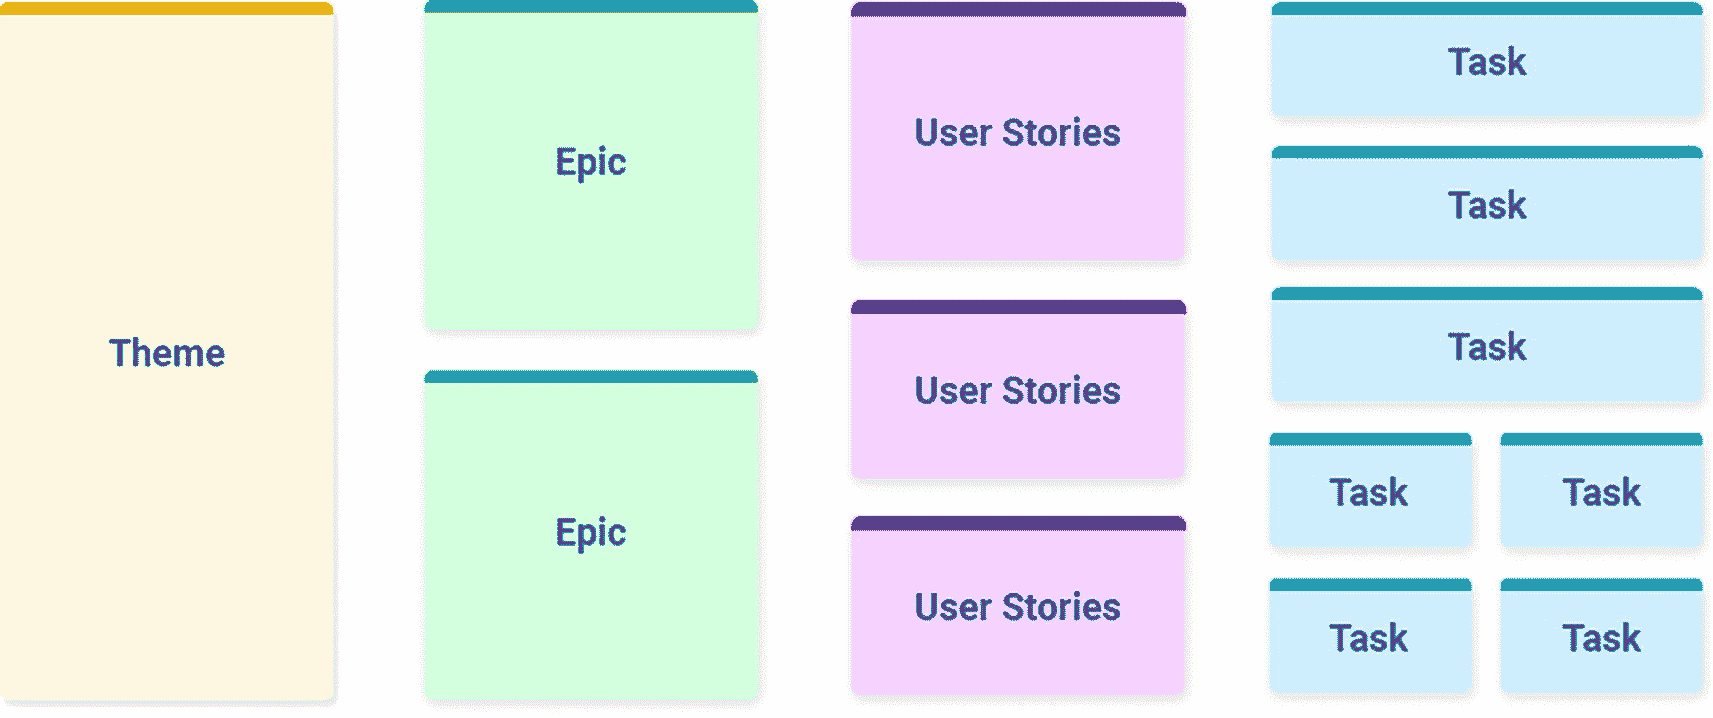 Theme
Epic
Epic
User Stories
User Stories
User Stories
Task
Task
Task
Task
Task
Task
Task